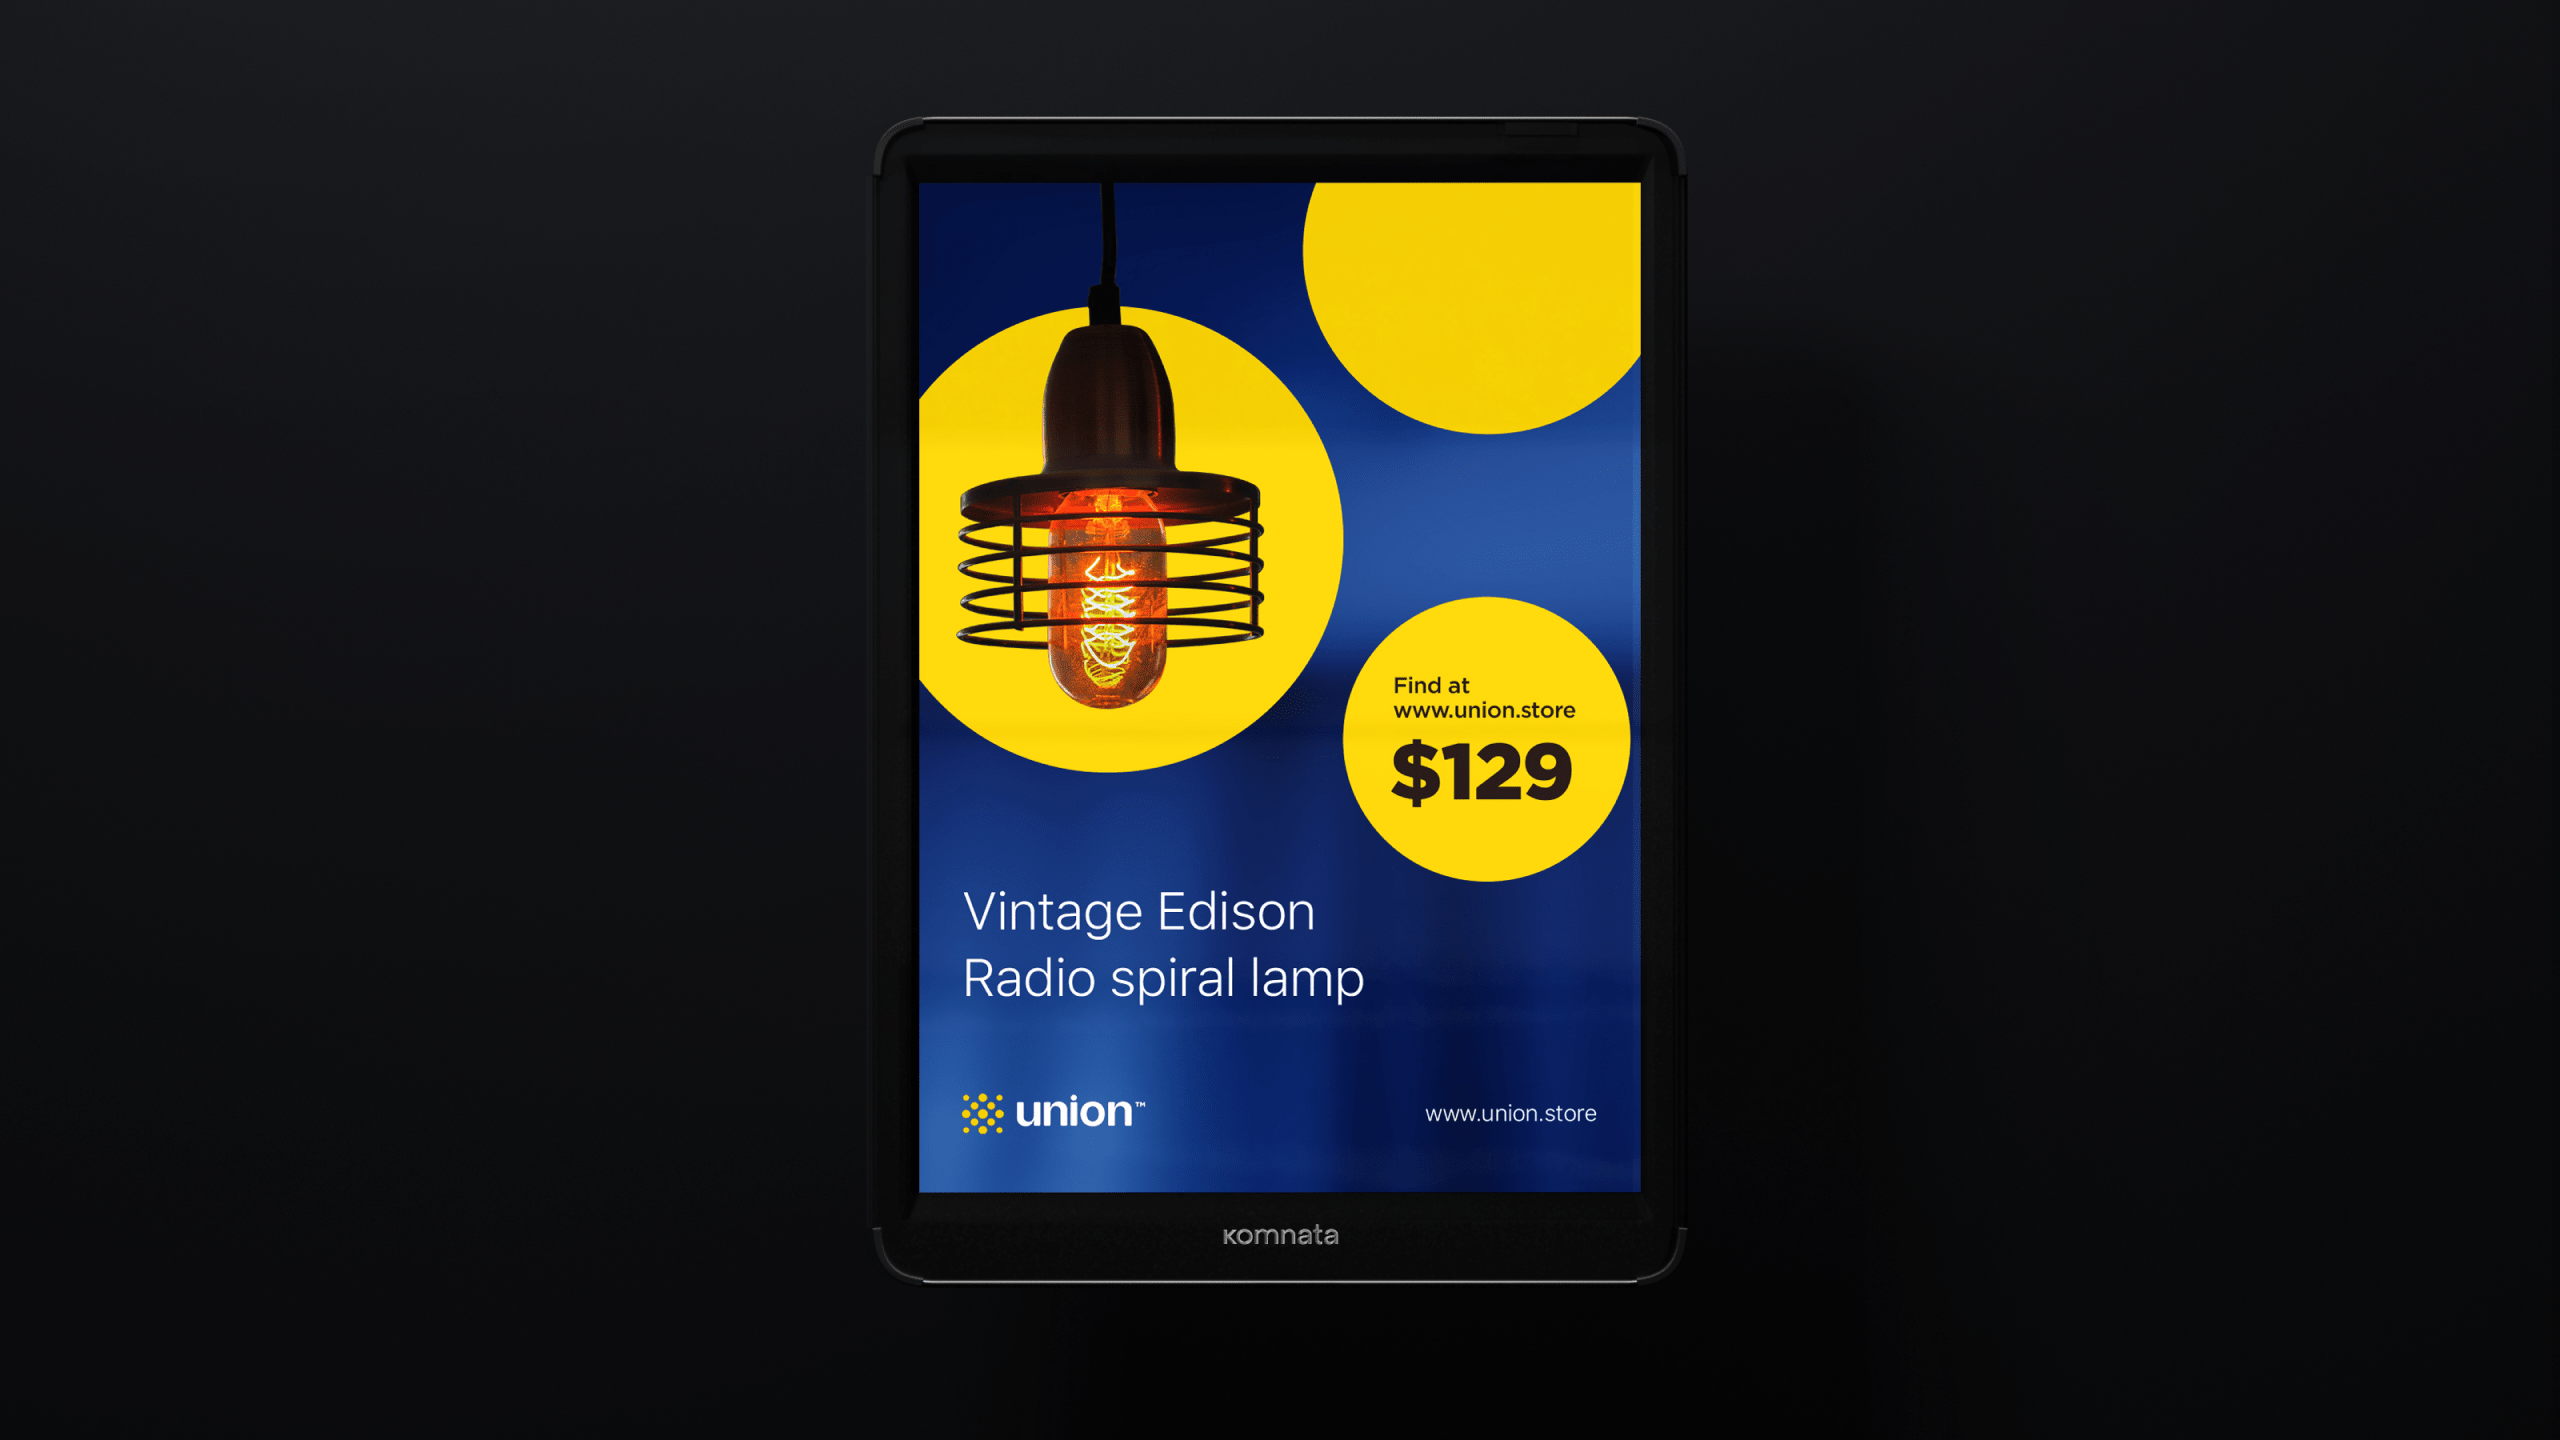 Find at
www.union.store
$129
Vintage Edison
Radio spiral lamp
union™
www.union.store
komnata